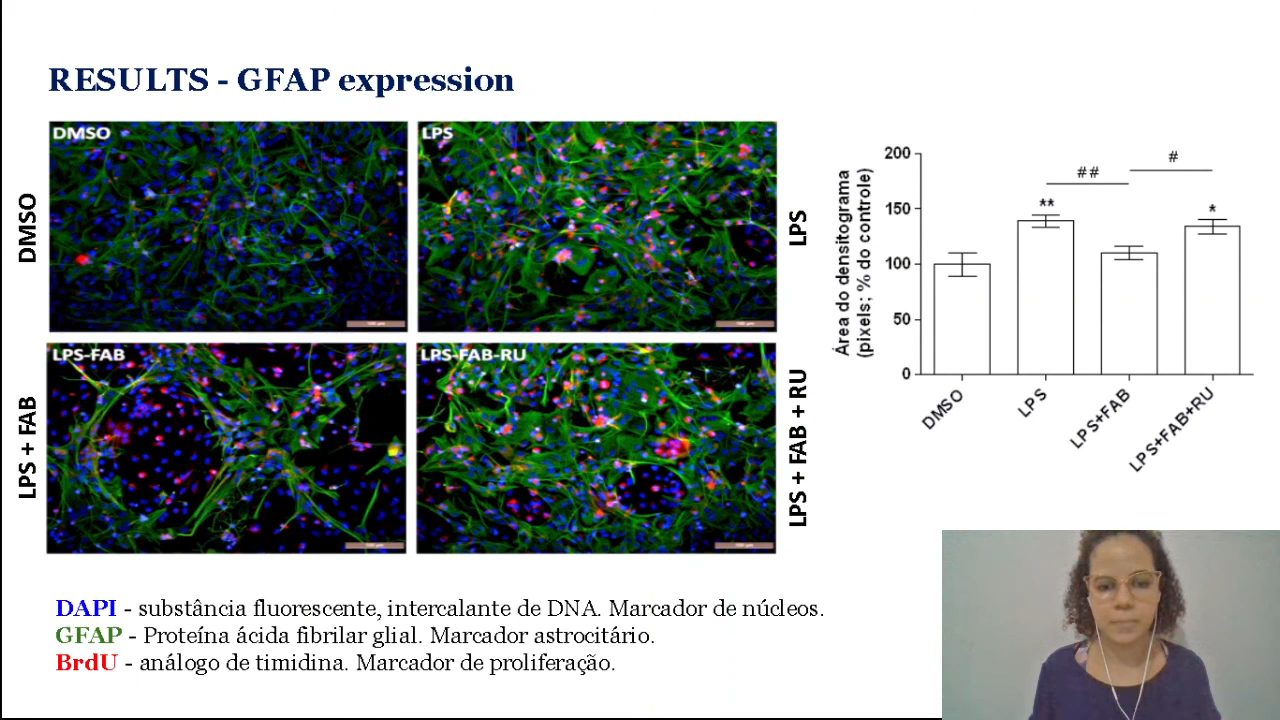 RESULTS - GFAP expression
DMSO
LPS
DMSO
LPS
LPS-FAB
LPS-FAB-RU
LPS + FAB
LPS + FAB + RU
Área do densitograma
(pixels; % do controle)
200
150
100
50
0
##
#
**
*
DMSO
LPS
LPS+FAB
LPS+FAB+RU
DAPI - substância fluorescente, intercalante de DNA. Marcador de núcleos.
GFAP - Proteína ácida fibrilar glial. Marcador astrocitário.
BrdU - análogo de timidina. Marcador de proliferação.